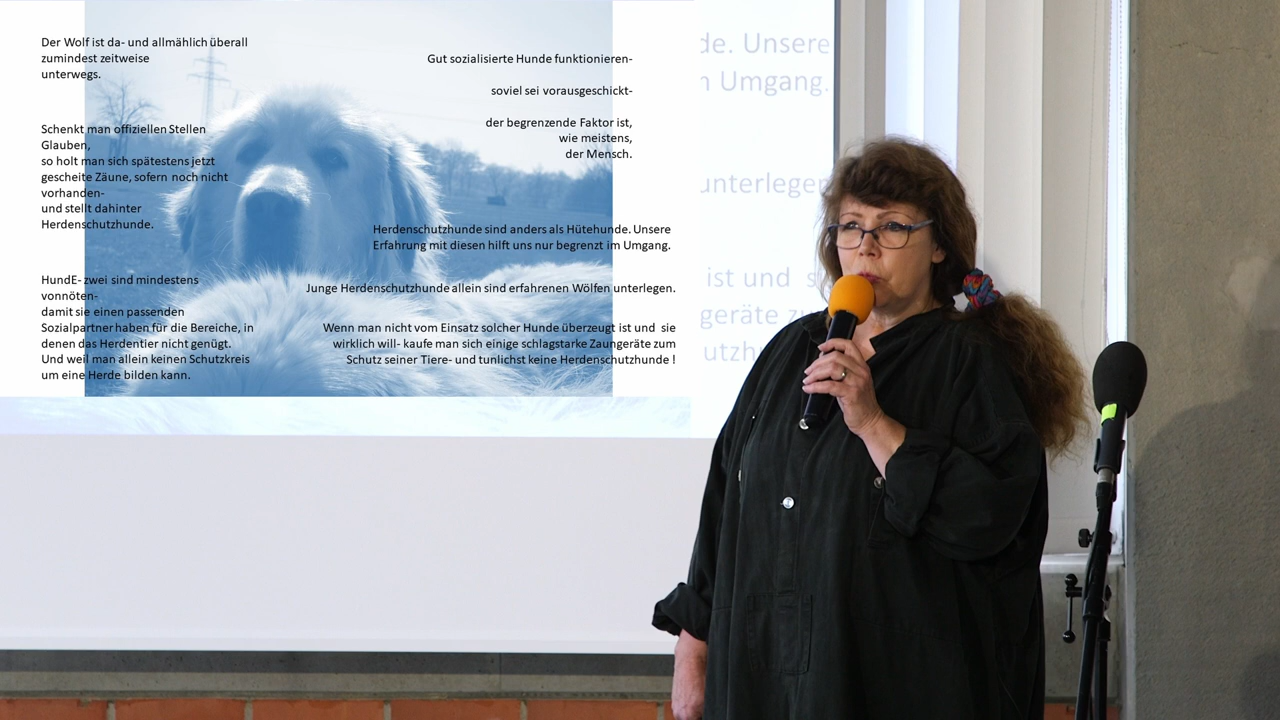 Der Wolf ist da- und allmählich überall
zumindest zeitweise
unterwegs.
Schenkt man offiziellen Stellen
Glauben,
so holt man sich spätestens jetzt
gescheite Zäune, sofern noch nicht
vorhanden-
und stellt dahinter
Herdenschutzhunde.
HundE- zwei sind mindestens
vonnöten-
damit sie einen passenden
Sozialpartner haben für die Bereiche, in
denen das Herdentier nicht genügt.
Und weil man allein keinen Schutzkreis
um eine Herde bilden kann.
Gut sozialisierte Hunde funktionieren-
soviel sei vorausgeschickt-
der begrenzende Faktor ist,
wie meistens,
der Mensch.
Herdenschutzhunde sind anders als Hütehunde. Unsere
Erfahrung mit diesen hilft uns nur begrenzt im Umgang.
Junge Herdenschutzhunde allein sind erfahrenen Wölfen unterlegen.
Wenn man nicht vom Einsatz solcher Hunde überzeugt ist und sie
wirklich will- kaufe man sich einige schlagstarke Zaungeräte zum
Schutz seiner Tiere- und tunlichst keine Herdenschutzhunde !
de. Unsere
Umgang.
unterlegen
ist und s
geräte zu
utzhu